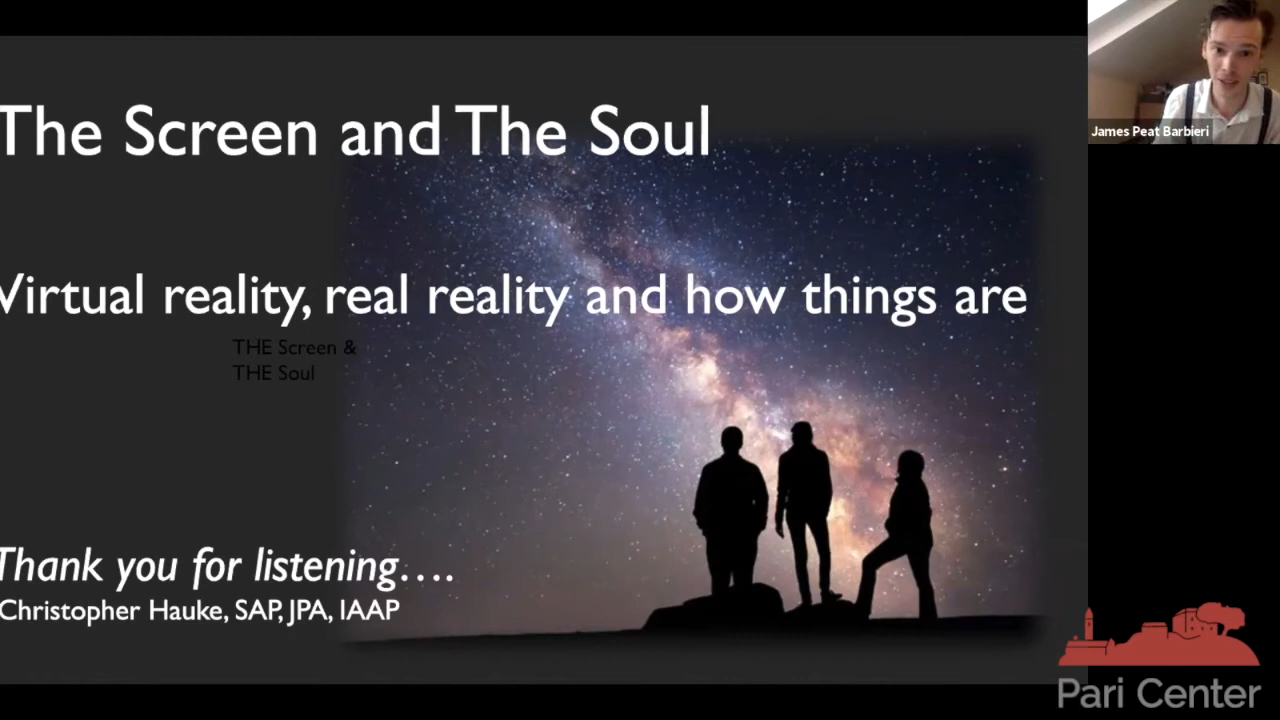 The Screen and The Soul
James Peat Barbieri
Virtual reality, real reality and how things are
THE Screen &
THE Soul
Thank you for listening....
Christopher Hauke, SAP, JPA, IAAP
Pari Center